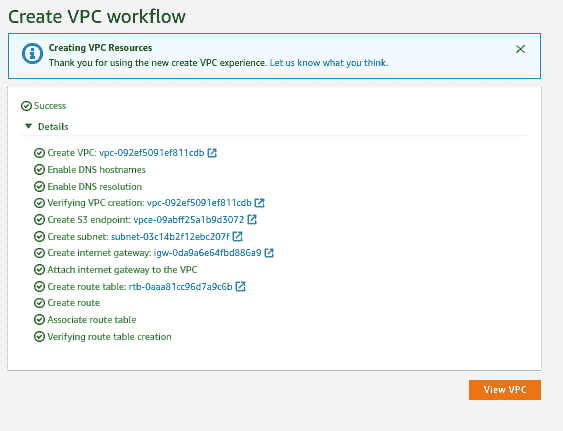 Create VPC workflow
Creating VPC Resources
Thank you for using the new create VPC experience. Let us know what you think.
Success
Details
Create VPC: vpc-092ef5091ef811cdb
Enable DNS hostnames
Enable DNS resolution
Verifying VPC creation: vpc-092ef5091ef811cdb
Create S3 endpoint: vpce-09abff25a1b9d3072
Create subnet: subnet-03c14b2f12ebc207f
Create internet gateway: igw-0da9a6e64fbd886a9
Attach internet gateway to the VPC
Create route table: rtb-0aaa81cc96d7a9c6b
Create route
Associate route table
Verifying route table creation
View VPC